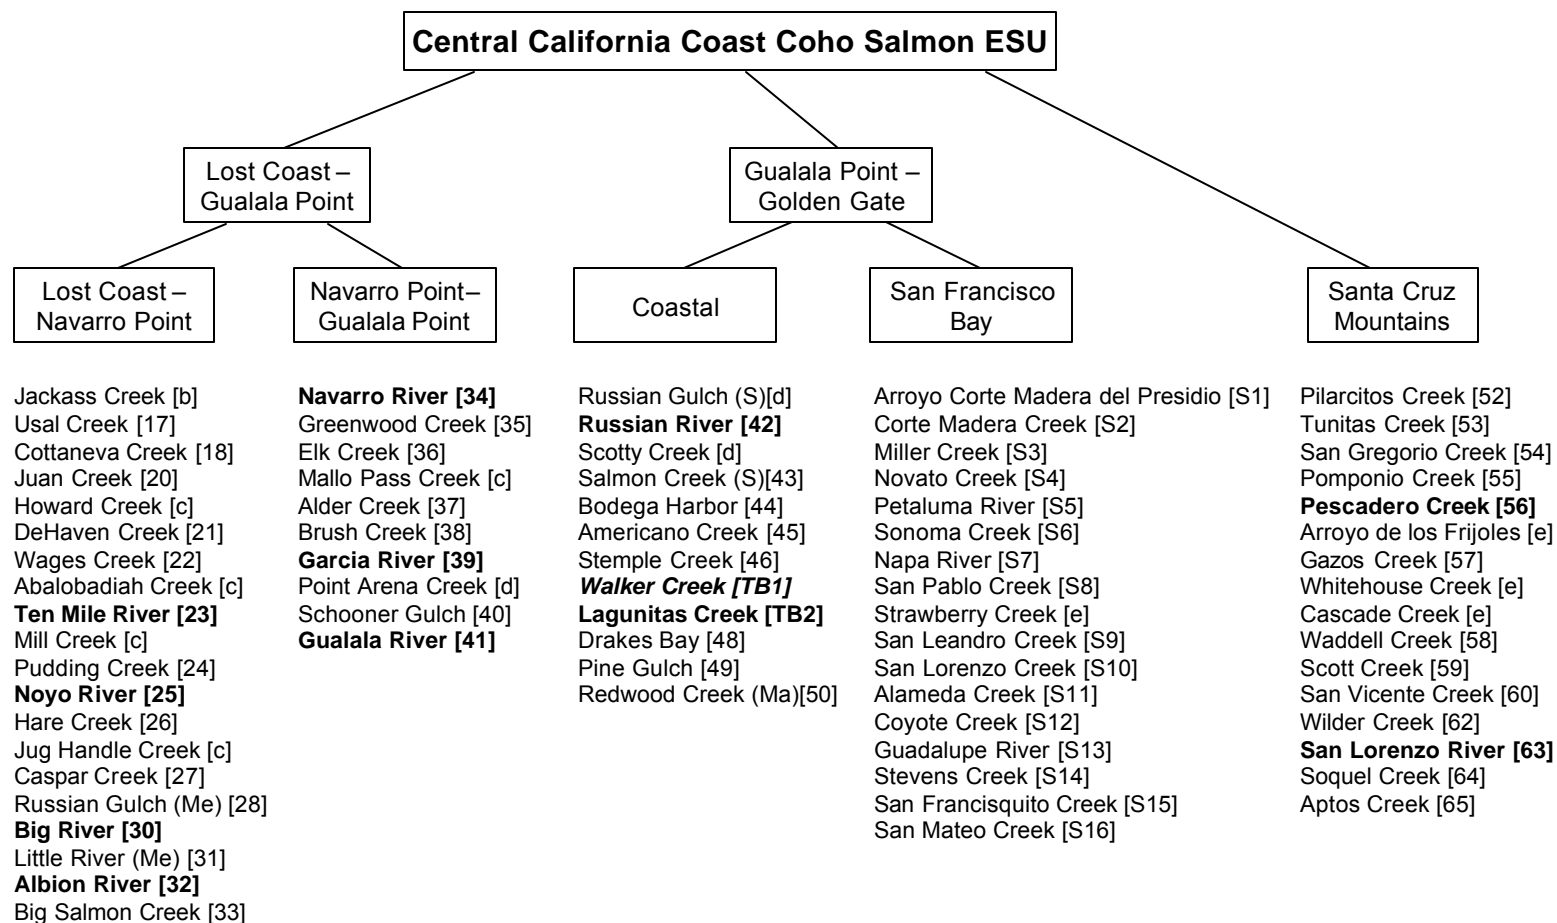 Central California Coast Coho Salmon ESU
Lost Coast –
Gualala Point
Gualala Point –
Golden Gate
Lost Coast –
Navarro Point
Navarro Point–
Gualala Point
Coastal
San Francisco
Bay
Santa Cruz
Mountains
Jackass Creek [b]
Usal Creek [17]
Cottaneva Creek [18]
Juan Creek [20]
Howard Creek [c]
DeHaven Creek [21]
Wages Creek [22]
Abalobadiah Creek [c]
Ten Mile River [23]
Mill Creek [c]
Pudding Creek [24]
Noyo River [25]
Hare Creek [26]
Jug Handle Creek [c]
Caspar Creek [27]
Russian Gulch (Me) [28]
Big River [30]
Little River (Me) [31]
Albion River [32]
Big Salmon Creek [33]
Navarro River [34]
Greenwood Creek [35]
Elk Creek [36]
Mallo Pass Creek [c]
Alder Creek [37]
Brush Creek [38]
Garcia River [39]
Point Arena Creek [d]
Schooner Gulch [40]
Gualala River [41]
Russian Gulch (S)[d]
Russian River [42]
Scotty Creek [d]
Salmon Creek (S)[43]
Bodega Harbor [44]
Americano Creek [45]
Stemple Creek [46]
Walker Creek [TB1]
Lagunitas Creek [TB2]
Drakes Bay [48]
Pine Gulch [49]
Redwood Creek (Ma)[50]
Arroyo Corte Madera del Presidio [S1]
Corte Madera Creek [S2]
Miller Creek [S3]
Novato Creek [S4]
Petaluma River [S5]
Sonoma Creek [S6]
Napa River [S7]
San Pablo Creek [S8]
Strawberry Creek [e]
San Leandro Creek [S9]
San Lorenzo Creek [S10]
Alameda Creek [S11]
Coyote Creek [S12]
Guadalupe River [S13]
Stevens Creek [S14]
San Francisquito Creek [S15]
San Mateo Creek [S16]
Pilarcitos Creek [52]
Tunitas Creek [53]
San Gregorio Creek [54]
Pomponio Creek [55]
Pescadero Creek [56]
Arroyo de los Frijoles [e]
Gazos Creek [57]
Whitehouse Creek [e]
Cascade Creek [e]
Waddell Creek [58]
Scott Creek [59]
San Vicente Creek [60]
Wilder Creek [62]
San Lorenzo River [63]
Soquel Creek [64]
Aptos Creek [65]